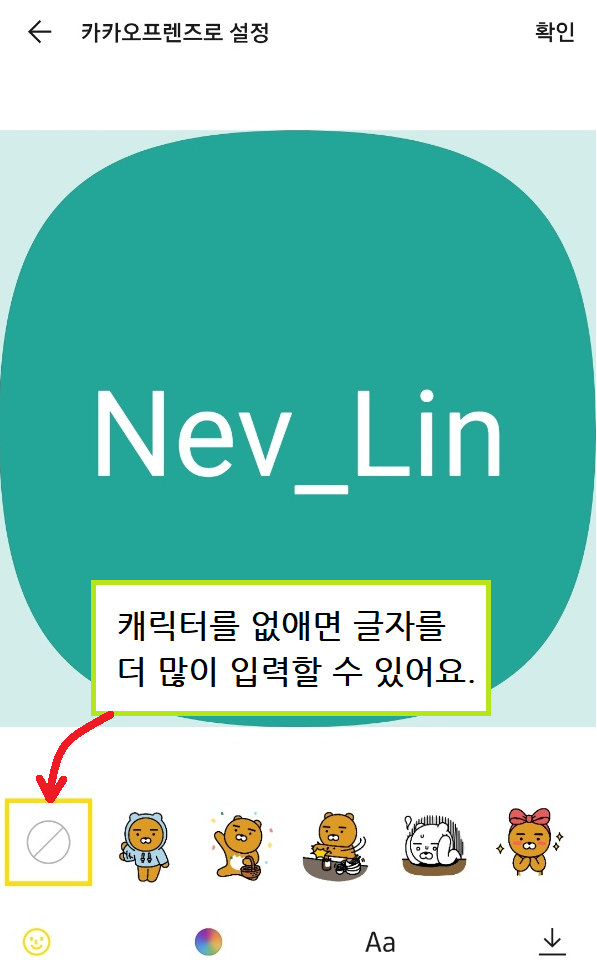 카카오프렌즈로 설정
확인
Nev_Lin
캐릭터를 없애면 글자를
더 많이 입력할 수 있어요.
Aa